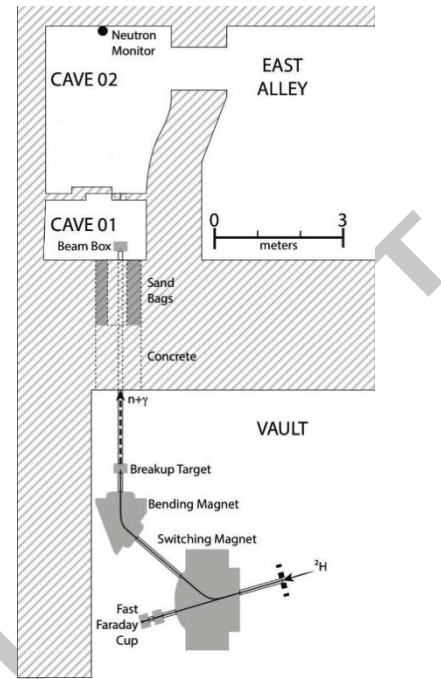 Neutron
Monitor
CAVE 02
EAST
ALLEY
CAVE 01
0 3
meters
Beam Box
Sand
Bags
Concrete
n+γ
VAULT
Breakup Target
Bending Magnet
Switching Magnet
²H
Fast
Faraday
Cup